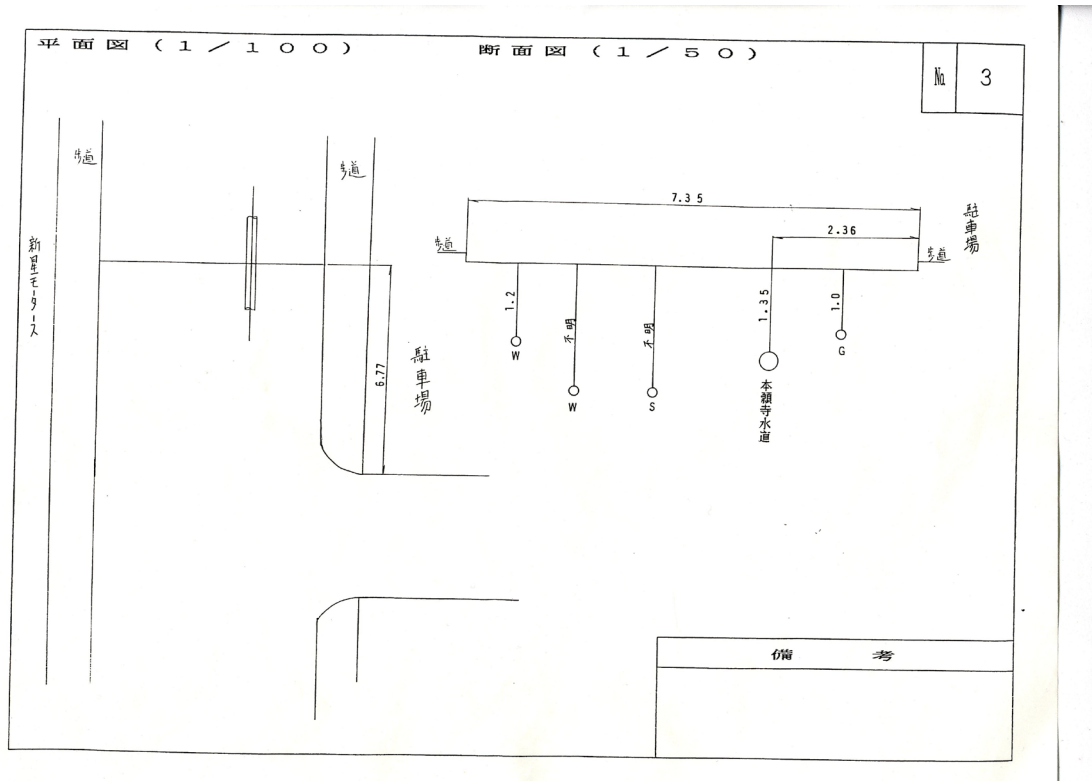 平面図(1/100)
断面図(1/50)
№ 3
歩道
歩道
新星モータース
駐車場
6.77
7.35
2.36
歩道
歩道
駐車場
1.2
W
不明
W
不明
S
1.35
本願寺水道
1.0
G
備考